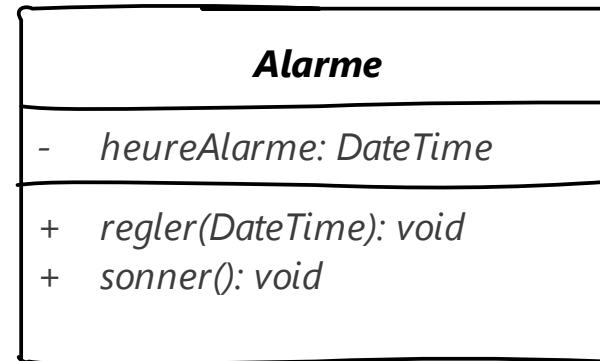 Alarme
- heureAlarme: DateTime
+ regler(DateTime): void
+ sonner(): void